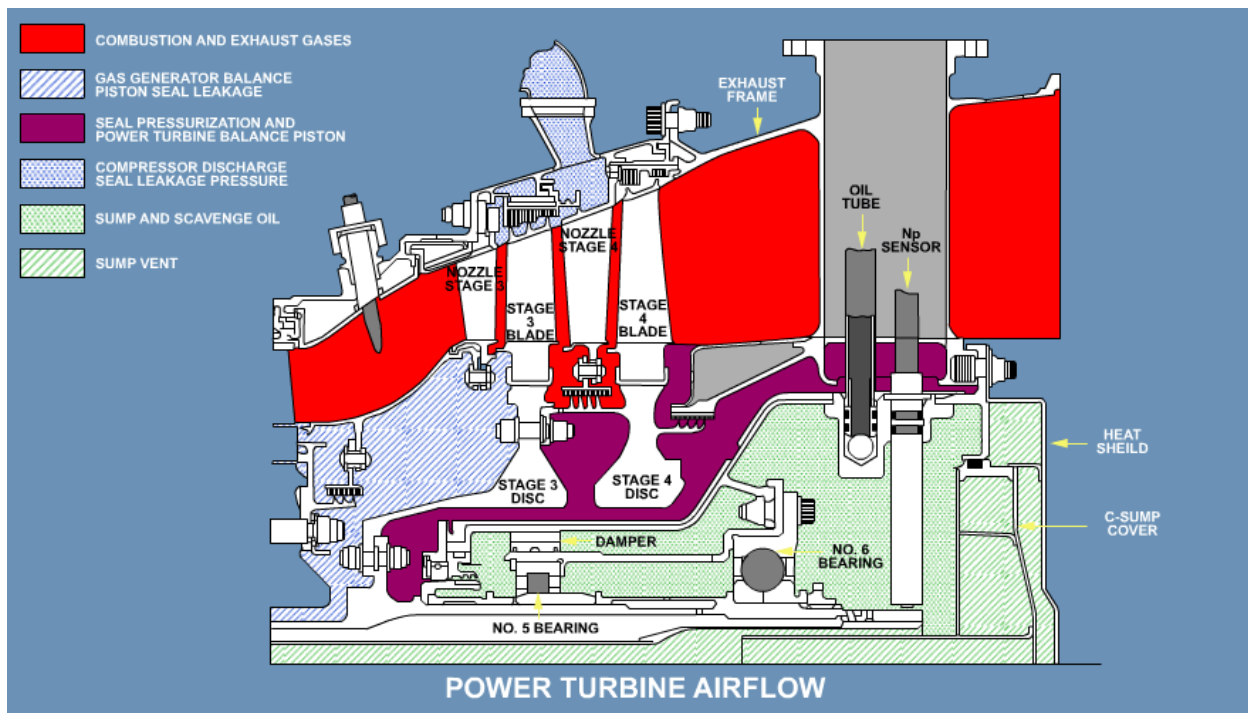 COMBUSTION AND EXHAUST GASES
GAS GENERATOR BALANCE
PISTON SEAL LEAKAGE
SEAL PRESSURIZATION AND
POWER TURBINE BALANCE PISTON
COMPRESSOR DISCHARGE
SEAL LEAKAGE PRESSURE
SUMP AND SCAVENGE OIL
SUMP VENT
EXHAUST
FRAME
OIL
TUBE
Np
SENSOR
NOZZLE
STAGE 3
STAGE
3
BLADE
NOZZLE
STAGE 4
STAGE
4
BLADE
STAGE 3
DISC
STAGE 4
DISC
HEAT
SHEILD
C-SUMP
COVER
DAMPER
NO. 6
BEARING
NO. 5 BEARING
POWER TURBINE AIRFLOW